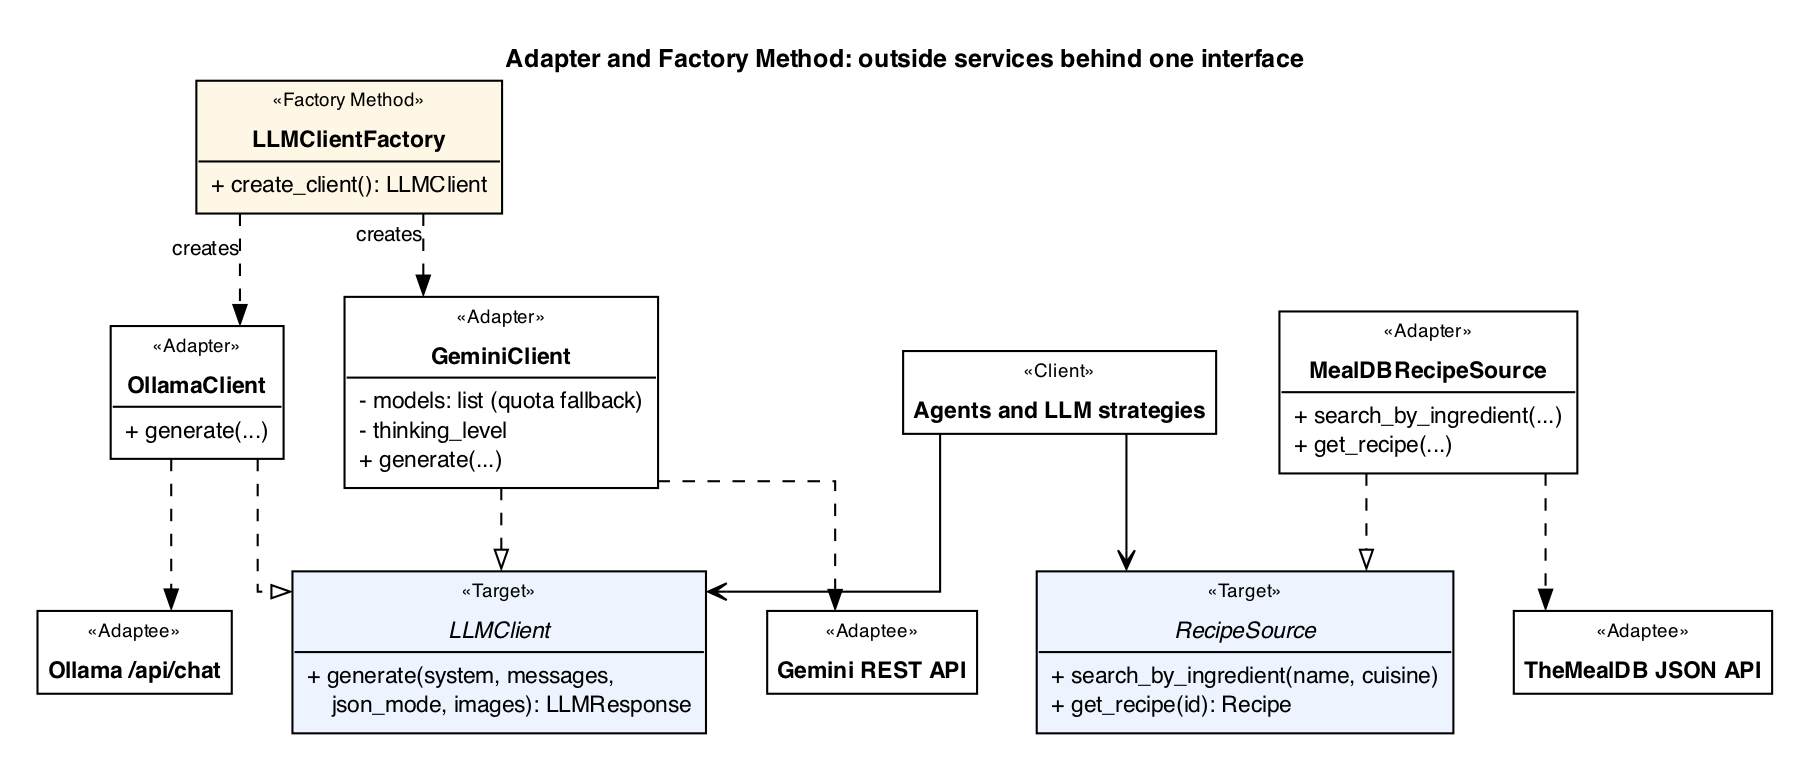 Adapter and Factory Method: outside services behind one interface
«Factory Method»
LLMClientFactory
+ create_client(): LLMClient
creates
creates
«Adapter»
OllamaClient
+ generate(...)
«Adapter»
GeminiClient
- models: list (quota fallback)
- thinking_level
+ generate(...)
«Client»
Agents and LLM strategies
«Adapter»
MealDBRecipeSource
+ search_by_ingredient(...)
+ get_recipe(...)
«Adaptee»
Ollama /api/chat
«Target»
LLMClient
+ generate(system, messages,
json_mode, images): LLMResponse
«Adaptee»
Gemini REST API
«Target»
RecipeSource
+ search_by_ingredient(name, cuisine)
+ get_recipe(id): Recipe
«Adaptee»
TheMealDB JSON API